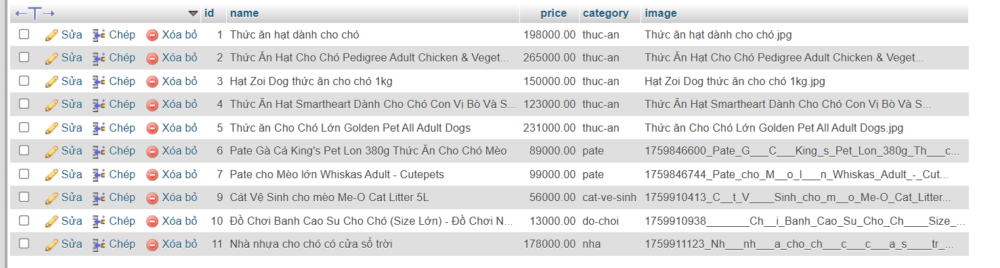 id name price category image
Sửa Chép Xóa bỏ 1 Thức ăn hạt dành cho chó 198000.00 thuc-an Thức ăn hạt dành cho chó.jpg
Sửa Chép Xóa bỏ 2 Thức Ăn Hạt Cho Chó Pedigree Adult Chicken & Veget... 265000.00 thuc-an Thức Ăn Hạt Cho Chó Pedigree Adult Chicken & Veget...
Sửa Chép Xóa bỏ 3 Hạt Zoi Dog thức ăn cho chó 1kg 150000.00 thuc-an Hạt Zoi Dog thức ăn cho chó 1kg.jpg
Sửa Chép Xóa bỏ 4 Thức Ăn Hạt Smartheart Dành Cho Chó Con Vị Bò Và S... 123000.00 thuc-an Thức Ăn Hạt Smartheart Dành Cho Chó Con Vị Bò Và S...
Sửa Chép Xóa bỏ 5 Thức ăn Cho Chó Lớn Golden Pet All Adult Dogs 231000.00 thuc-an Thức ăn Cho Chó Lớn Golden Pet All Adult Dogs.jpg
Sửa Chép Xóa bỏ 6 Pate Gà Cá King's Pet Lon 380g Thức Ăn Cho Chó Mèo 89000.00 pate 1759846600_Pate_G___C___King_s_Pet_Lon_380g_Th___c...
Sửa Chép Xóa bỏ 7 Pate cho Mèo lớn Whiskas Adult - Cutepets 99000.00 pate 1759846744_Pate_cho_M__o_l___n_Whiskas_Adult_-_Cut...
Sửa Chép Xóa bỏ 9 Cát Vệ Sinh cho mèo Me-O Cat Litter 5L 56000.00 cat-ve-sinh 1759910413_C__t_V____Sinh_cho_m__o_Me-O_Cat_Litter...
Sửa Chép Xóa bỏ 10 Đồ Chơi Banh Cao Su Cho Chó (Size Lớn) - Đồ Chơi N... 13000.00 do-choi 1759910938_______Ch__i_Banh_Cao_Su_Cho_Ch____Size_...
Sửa Chép Xóa bỏ 11 Nhà nhựa cho chó có cửa sổ trời 178000.00 nha 1759911123_Nh___nh___a_cho_ch___c___c___a_s____tr_...